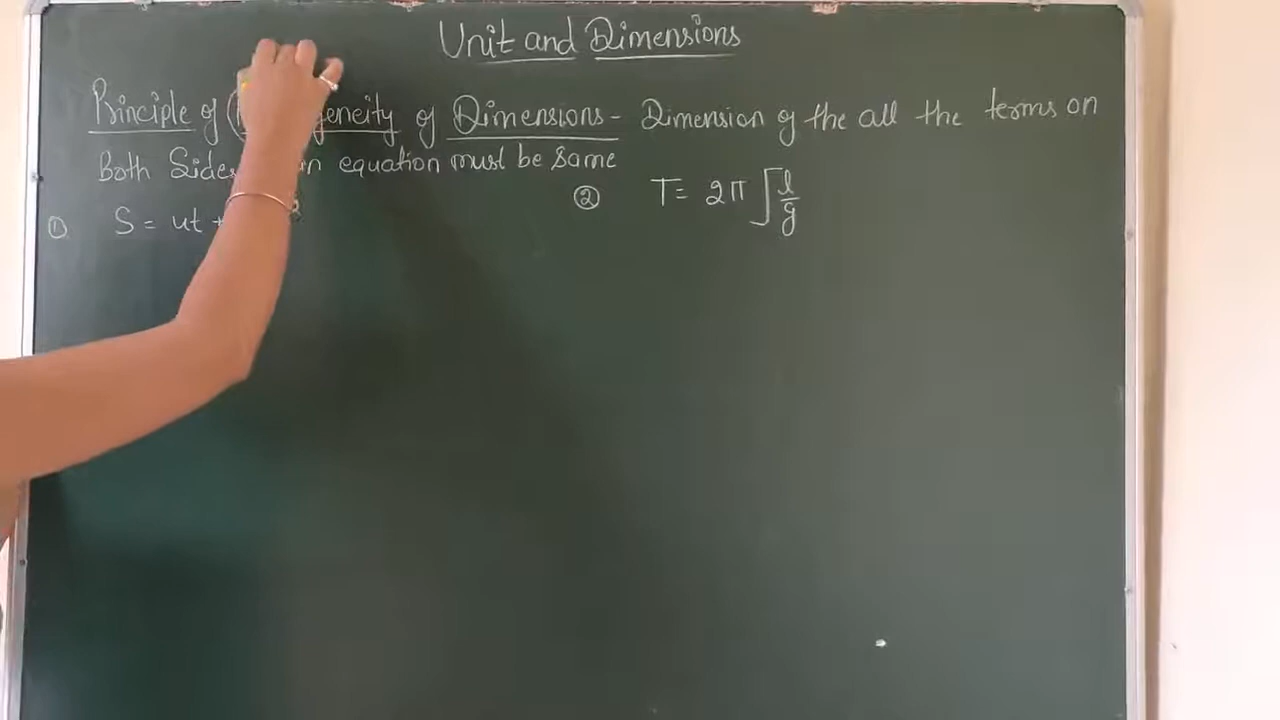 Unit and Dimensions
Principle of of Dimensions - Dimension of the all the terms on
Both Sides equation must be Same
① S = ut + ② T = 2π √l/g